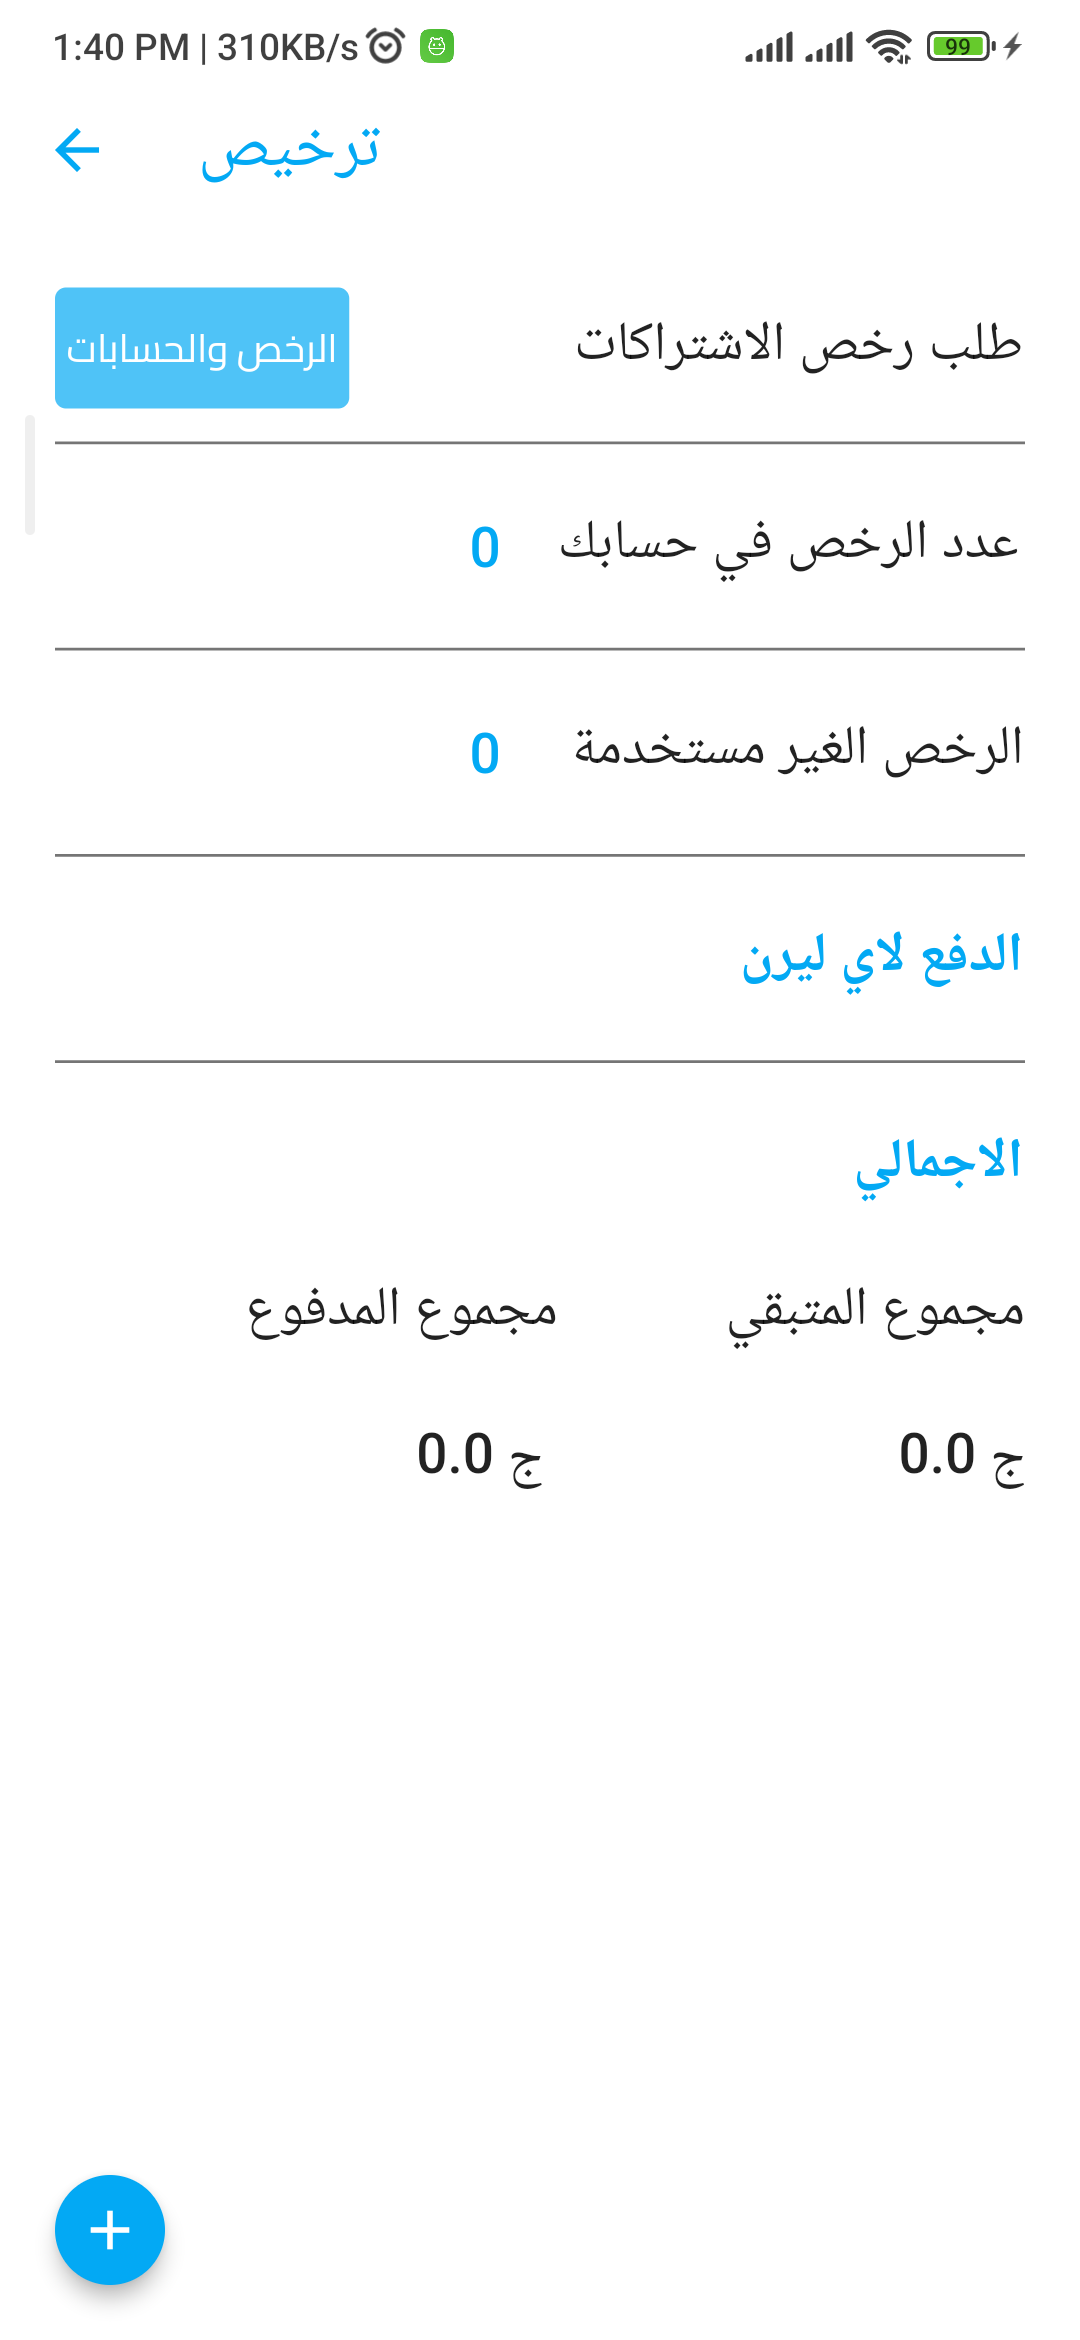 1:40 PM | 310KB/s 99
ترخيص
طلب رخص الاشتراكات الرخص والحسابات
عدد الرخص في حسابك 0
الرخص الغير مستخدمة 0
الدفع لاي ليرن
الاجمالي
مجموع المتبقي مجموع المدفوع
ج 0.0 ج 0.0